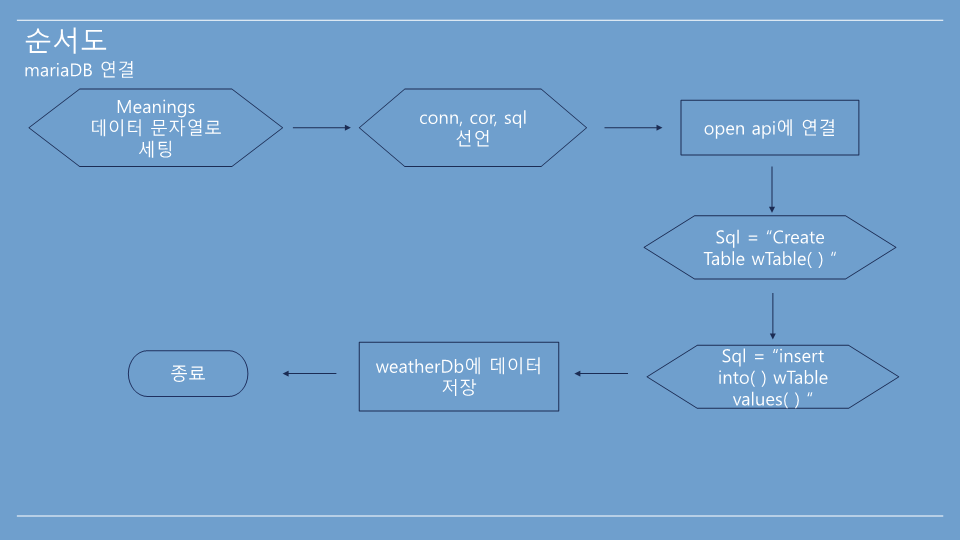 순서도
mariaDB 연결
Meanings
데이터 문자열로
세팅
conn, cor, sql
선언
open api에 연결
Sql = “Create
Table wTable( ) ”
Sql = “insert
into( ) wTable
values( ) “
weatherDb에 데이터
저장
종료